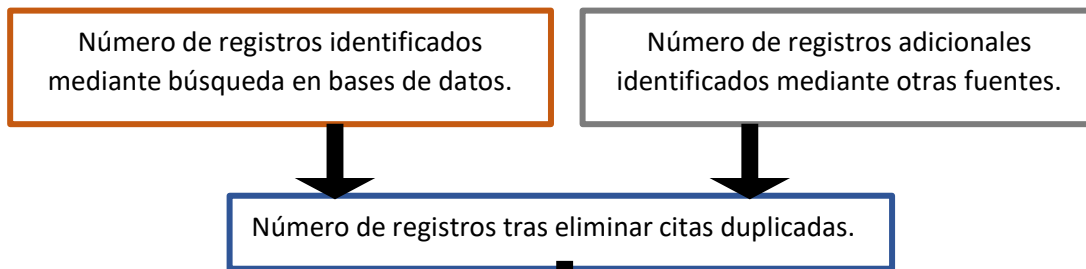 Número de registros identificados
mediante búsqueda en bases de datos.
Número de registros adicionales
identificados mediante otras fuentes.
Número de registros tras eliminar citas duplicadas.